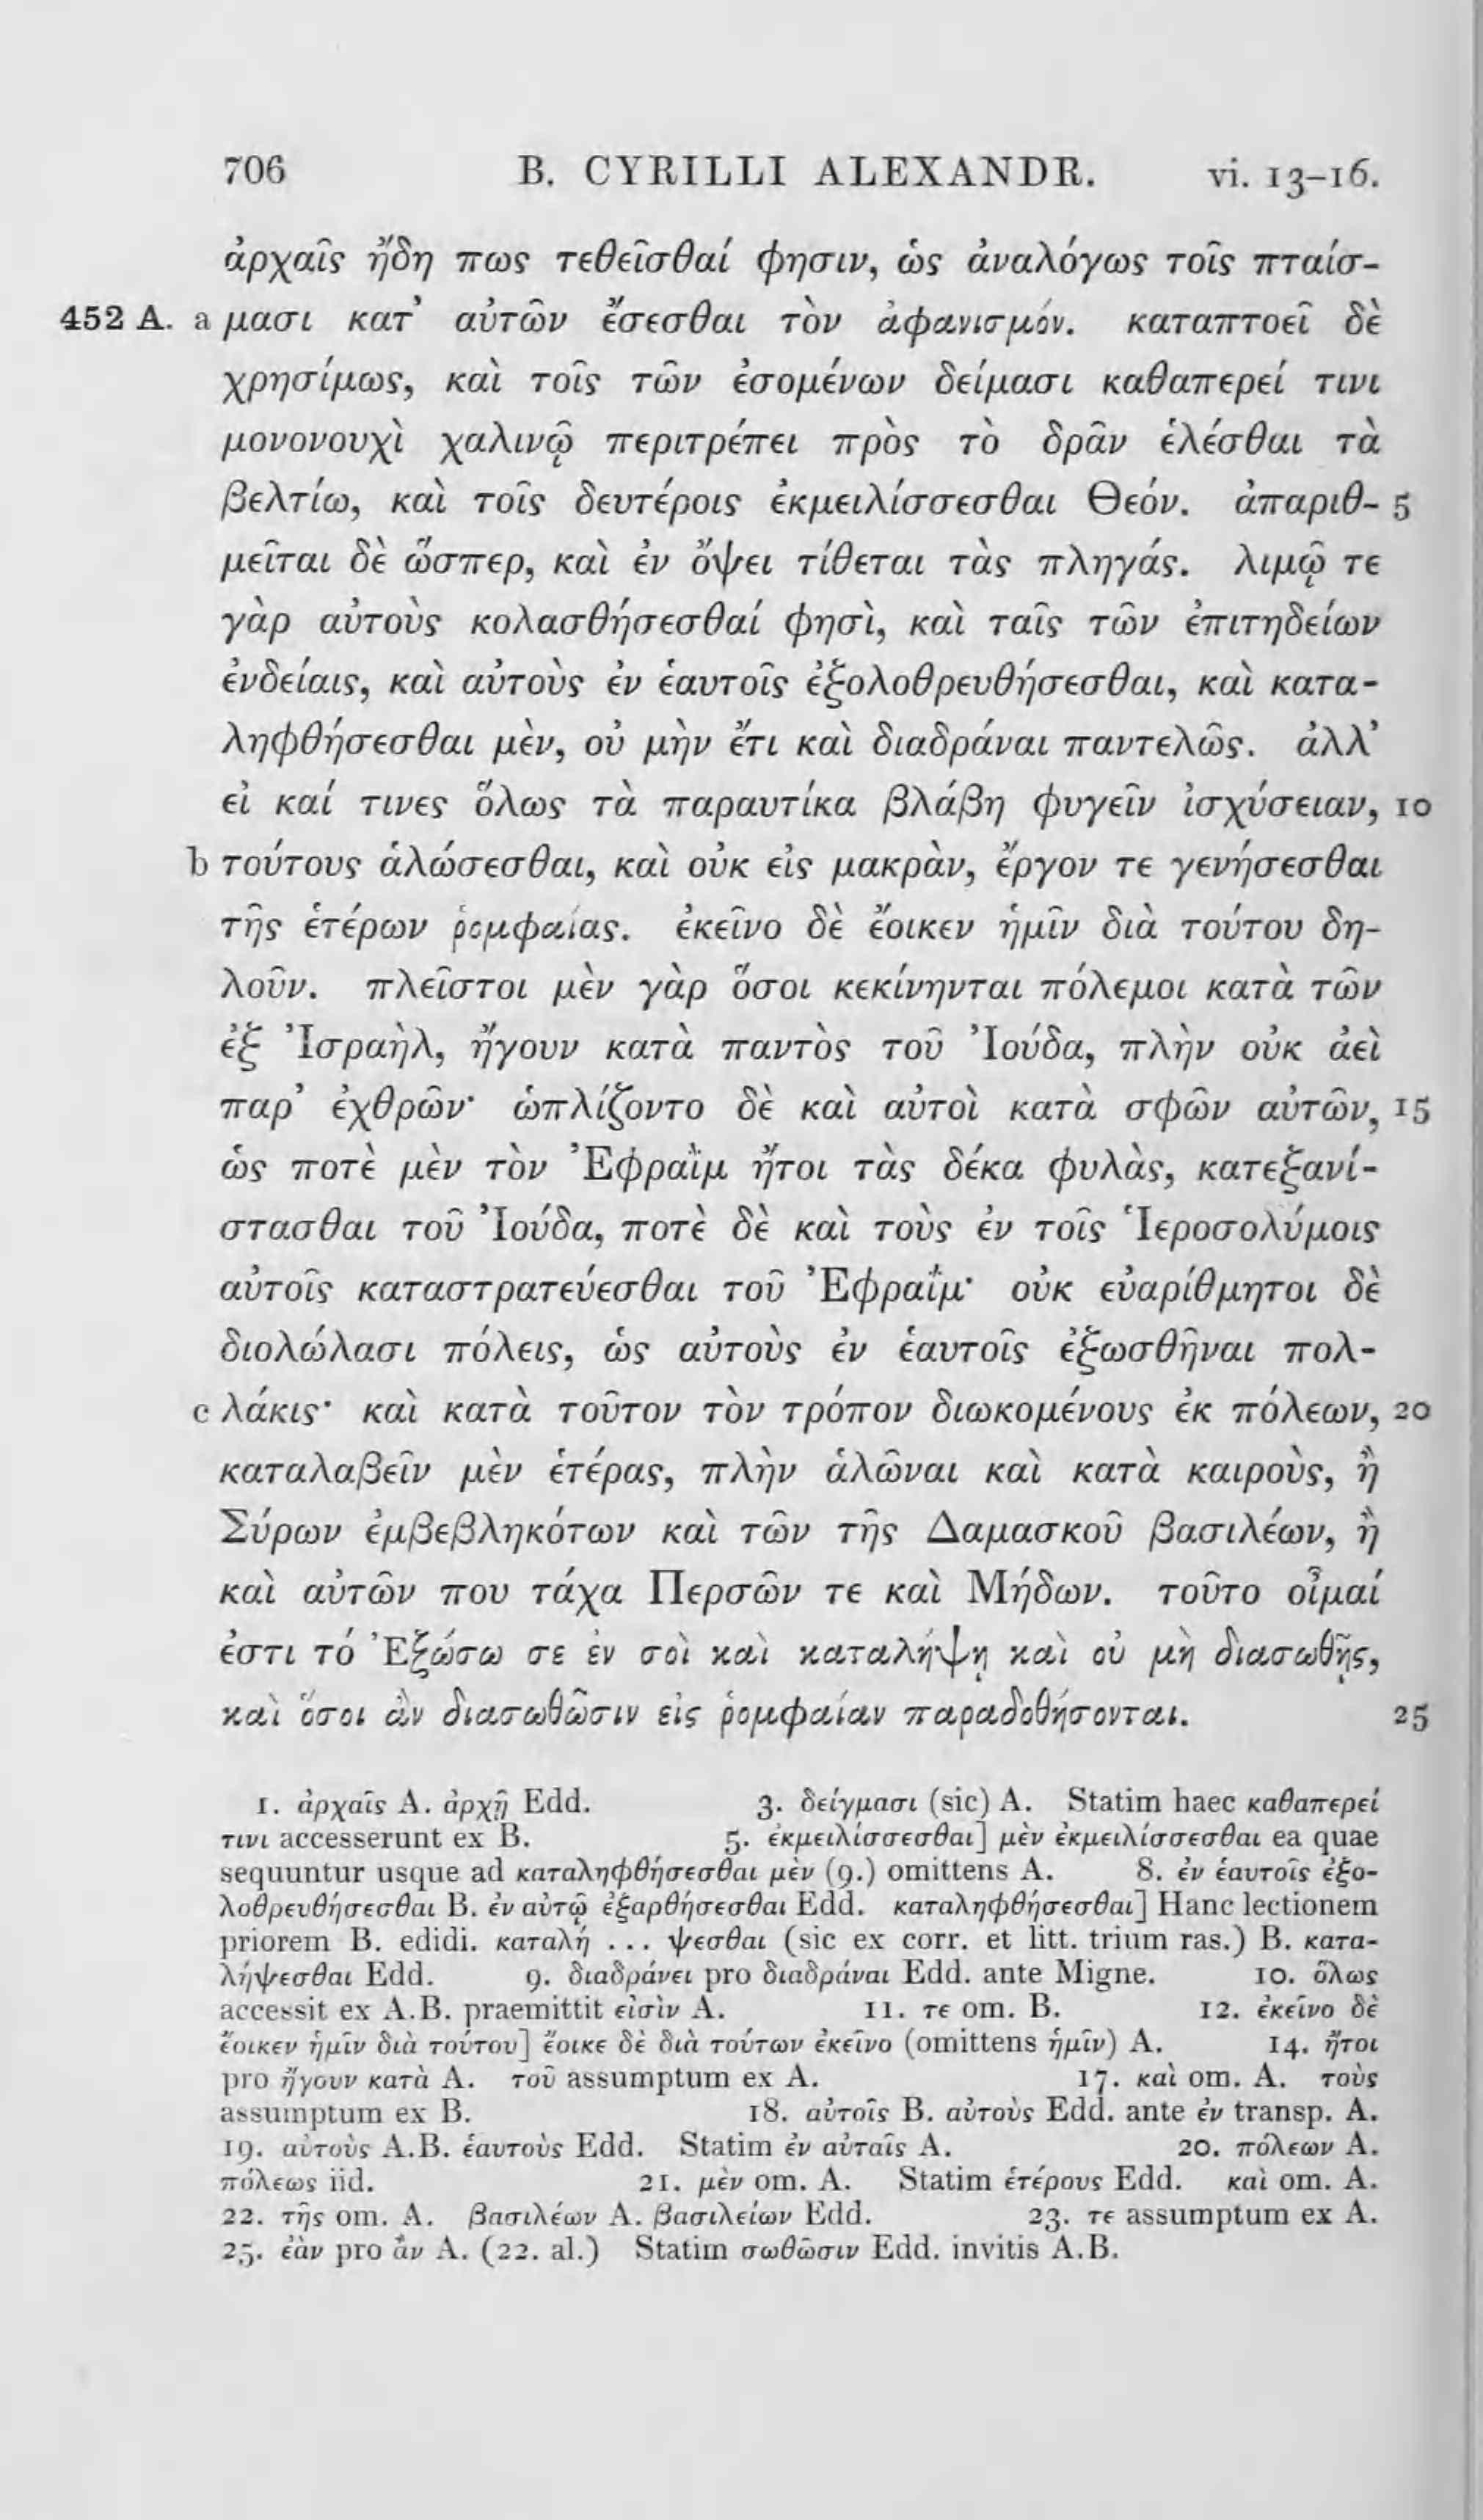 706 B. CYRILLI ALEXANDR. vi. 13–16.
ἀρχαῖς ἤδη πως τεθεῖσθαί φησιν, ὡς ἀναλόγως τοῖς πταίσ-
452 A. a μασι κατ’ αὐτῶν ἔσεσθαι τὸν ἀφανισμόν. καταπτοεῖ δὲ
χρησίμως, καὶ τοῖς τῶν ἐσομένων δείμασι καθαπερεί τινι
μονονουχὶ χαλινῷ περιτρέπει πρὸς τὸ δρᾶν ἑλέσθαι τὰ
βελτίω, καὶ τοῖς δευτέροις ἐκμειλίσσεσθαι Θεόν. ἀπαριθ- 5
μεῖται δὲ ὥσπερ, καὶ ἐν ὄψει τίθεται τὰς πληγάς. λιμῷ τε
γὰρ αὐτοὺς κολασθήσεσθαί φησὶ, καὶ ταῖς τῶν ἐπιτηδείων
ἐνδείαις, καὶ αὐτοὺς ἐν ἑαυτοῖς ἐξολοθρευθήσεσθαι, καὶ κατα-
ληφθήσεσθαι μὲν, οὐ μὴν ἔτι καὶ διαδράναι παντελῶς. ἀλλ’
εἰ καί τινες ὅλως τὰ παραυτίκα βλάβη φυγεῖν ἰσχύσειαν, 10
b τούτους ἁλώσεσθαι, καὶ οὐκ εἰς μακρὰν, ἔργον τε γενήσεσθαι
τῆς ἑτέρων ῥομφαίας. ἐκεῖνο δὲ ἔοικεν ἡμῖν διὰ τούτου δη-
λοῦν. πλεῖστοι μὲν γὰρ ὅσοι κεκίνηνται πόλεμοι κατὰ τῶν
ἐξ Ἰσραὴλ, ἤγουν κατὰ παντὸς τοῦ Ἰούδα, πλὴν οὐκ ἀεὶ
παρ’ ἐχθρῶν· ὡπλίζοντο δὲ καὶ αὐτοὶ κατὰ σφῶν αὐτῶν, 15
ὡς ποτὲ μὲν τὸν Ἐφραῒμ ἤτοι τὰς δέκα φυλὰς, κατεξανί-
στασθαι τοῦ Ἰούδα, ποτὲ δὲ καὶ τοὺς ἐν τοῖς Ἱεροσολύμοις
αὐτοῖς καταστρατεύεσθαι τοῦ Ἐφραΐμ· οὐκ εὐαρίθμητοι δὲ
διολώλασι πόλεις, ὡς αὐτοὺς ἐν ἑαυτοῖς ἐξωσθῆναι πολ-
c λάκις· καὶ κατὰ τοῦτον τὸν τρόπον διωκομένους ἐκ πόλεων, 20
καταλαβεῖν μὲν ἑτέρας, πλὴν ἁλῶναι καὶ κατὰ καιροὺς, ἢ
Σύρων ἐμβεβληκότων καὶ τῶν τῆς Δαμασκοῦ βασιλέων, ἢ
καὶ αὐτῶν που τάχα Περσῶν τε καὶ Μήδων. τοῦτο οἶμαί
ἐστι τό Ἐξώσω σε ἐν σοὶ καὶ καταλήψῃ καὶ οὐ μὴ διασωθῇς,
καὶ ὅσοι ἂν διασωθῶσιν εἰς ῥομφαίαν παραδοθήσονται. 25
1. ἀρχαῖς A. ἀρχῇ Edd. 3. δείγμασι (sic) A. Statim haec καθαπερεί
τινι accesserunt ex B. 5. ἐκμειλίσσεσθαι] μὲν ἐκμειλίσσεσθαι ea quae
sequuntur usque ad καταληφθήσεσθαι μὲν (9.) omittens A. 8. ἐν ἑαυτοῖς ἐξο-
λοθρευθήσεσθαι B. ἐν αὐτῷ ἐξαρθήσεσθαι Edd. καταληφθήσεσθαι] Hanc lectionem
priorem B. edidi. καταλή ... ψεσθαι (sic ex corr. et litt. trium ras.) B. κατα-
λήψεσθαι Edd. 9. διαδράνει pro διαδράναι Edd. ante Migne. 10. ὅλως
accessit ex A.B. praemittit εἰσὶν A. 11. τε om. B. 12. ἐκεῖνο δὲ
ἔοικεν ἡμῖν διὰ τούτου] ἔοικε δὲ διὰ τούτων ἐκεῖνο (omittens ἡμῖν) A. 14. ἤτοι
pro ἤγουν κατὰ A. τοῦ assumptum ex A. 17. καὶ om. A. τοὺς
assumptum ex B. 18. αὐτοῖς B. αὐτοὺς Edd. ante ἐν transp. A.
19. αὐτοὺς A.B. ἑαυτοὺς Edd. Statim ἐν αὐταῖς A. 20. πόλεων A.
πόλεως iid. 21. μὲν om. A. Statim ἑτέρους Edd. καὶ om. A.
22. τῆς om. A. βασιλέων A. βασιλείων Edd. 23. τε assumptum ex A.
25. ἐὰν pro ἂν A. (22. al.) Statim σωθῶσιν Edd. invitis A.B.